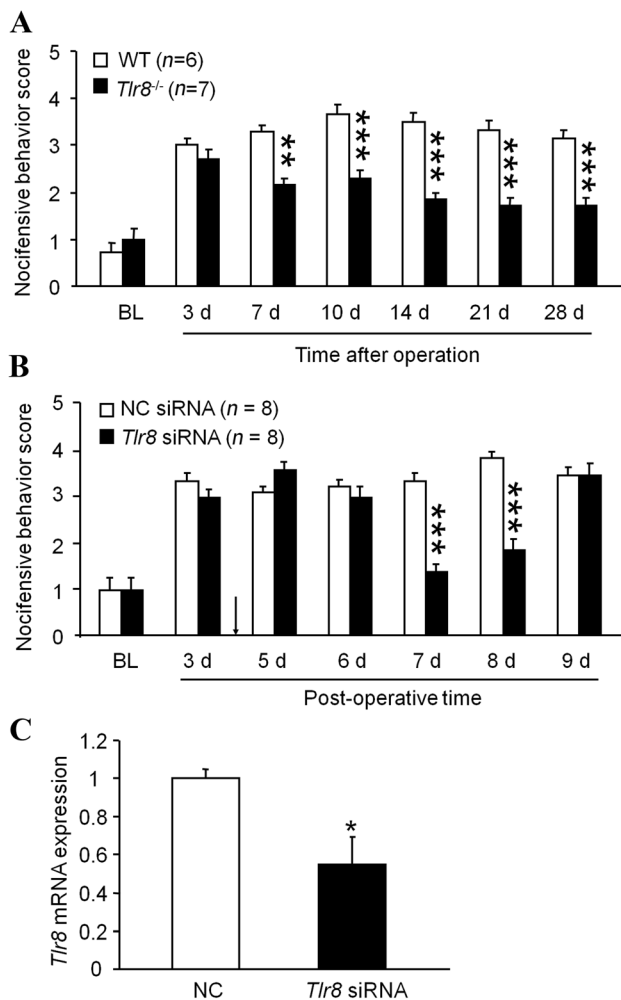 A
5
4
3
2
1
0
Nocifensive behavior score
WT (n=6)
Tlr8-/- (n=7)
**
***
***
***
***
BL
3 d
7 d
10 d
14 d
21 d
28 d
Time after operation
B
5
4
3
2
1
0
Nocifensive behavior score
NC siRNA (n = 8)
Tlr8 siRNA (n = 8)
***
***
BL
3 d
5 d
6 d
7 d
8 d
9 d
Post-operative time
C
1.2
1
0.8
0.6
0.4
0.2
0
Tlr8 mRNA expression
*
NC
Tlr8 siRNA